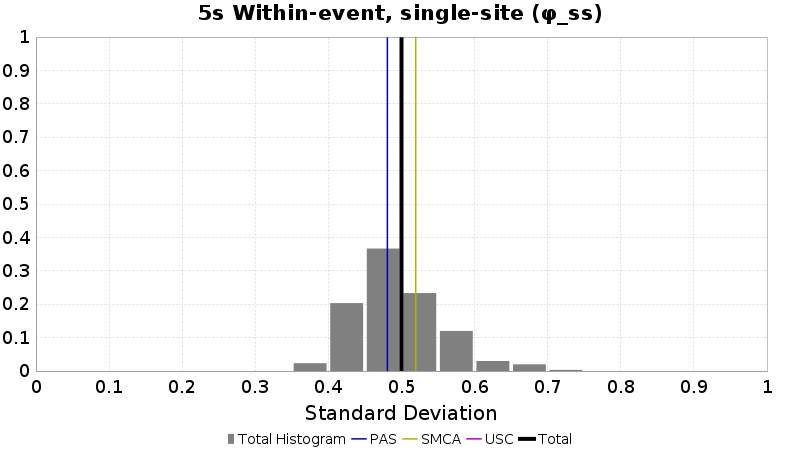 5s Within-event, single-site (φ_ss)
1
0.9
0.8
0.7
0.6
0.5
0.4
0.3
0.2
0.1
0
0 0.1 0.2 0.3 0.4 0.5 0.6 0.7 0.8 0.9 1
Standard Deviation
Total Histogram PAS SMCA USC Total